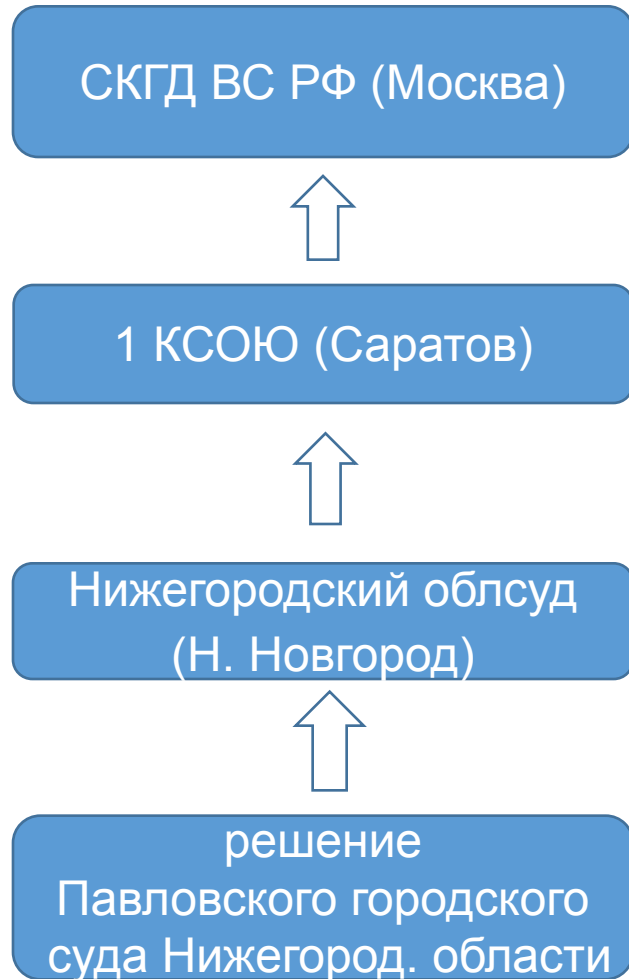 СКГД ВС РФ (Москва)
1 КСОЮ (Саратов)
Нижегородский облсуд
(Н. Новгород)
решение
Павловского городского
суда Нижегород. области